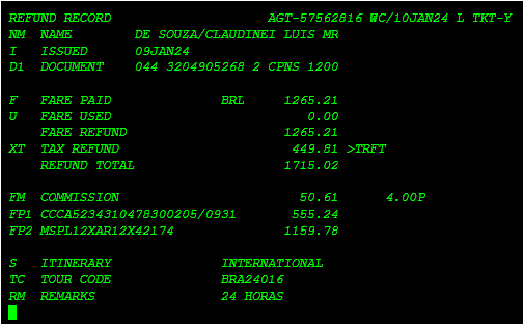 REFUND RECORD AGT-57562816 WC/10JAN24 L TKT-Y
NM NAME DE SOUZA/CLAUDINEI LUIS MR
I ISSUED 09JAN24
D1 DOCUMENT 044 3204905268 2 CPNS 1200
F FARE PAID BRL 1265.21
U FARE USED 0.00
FARE REFUND 1265.21
XT TAX REFUND 449.81 >TRFT
REFUND TOTAL 1715.02
FM COMMISSION 50.61 4.00P
FP1 CCCA5234310478300205/0931 555.24
FP2 MSPL12XAR12X42174 1159.78
S ITINERARY INTERNATIONAL
TC TOUR CODE BRA24016
RM REMARKS 24 HORAS